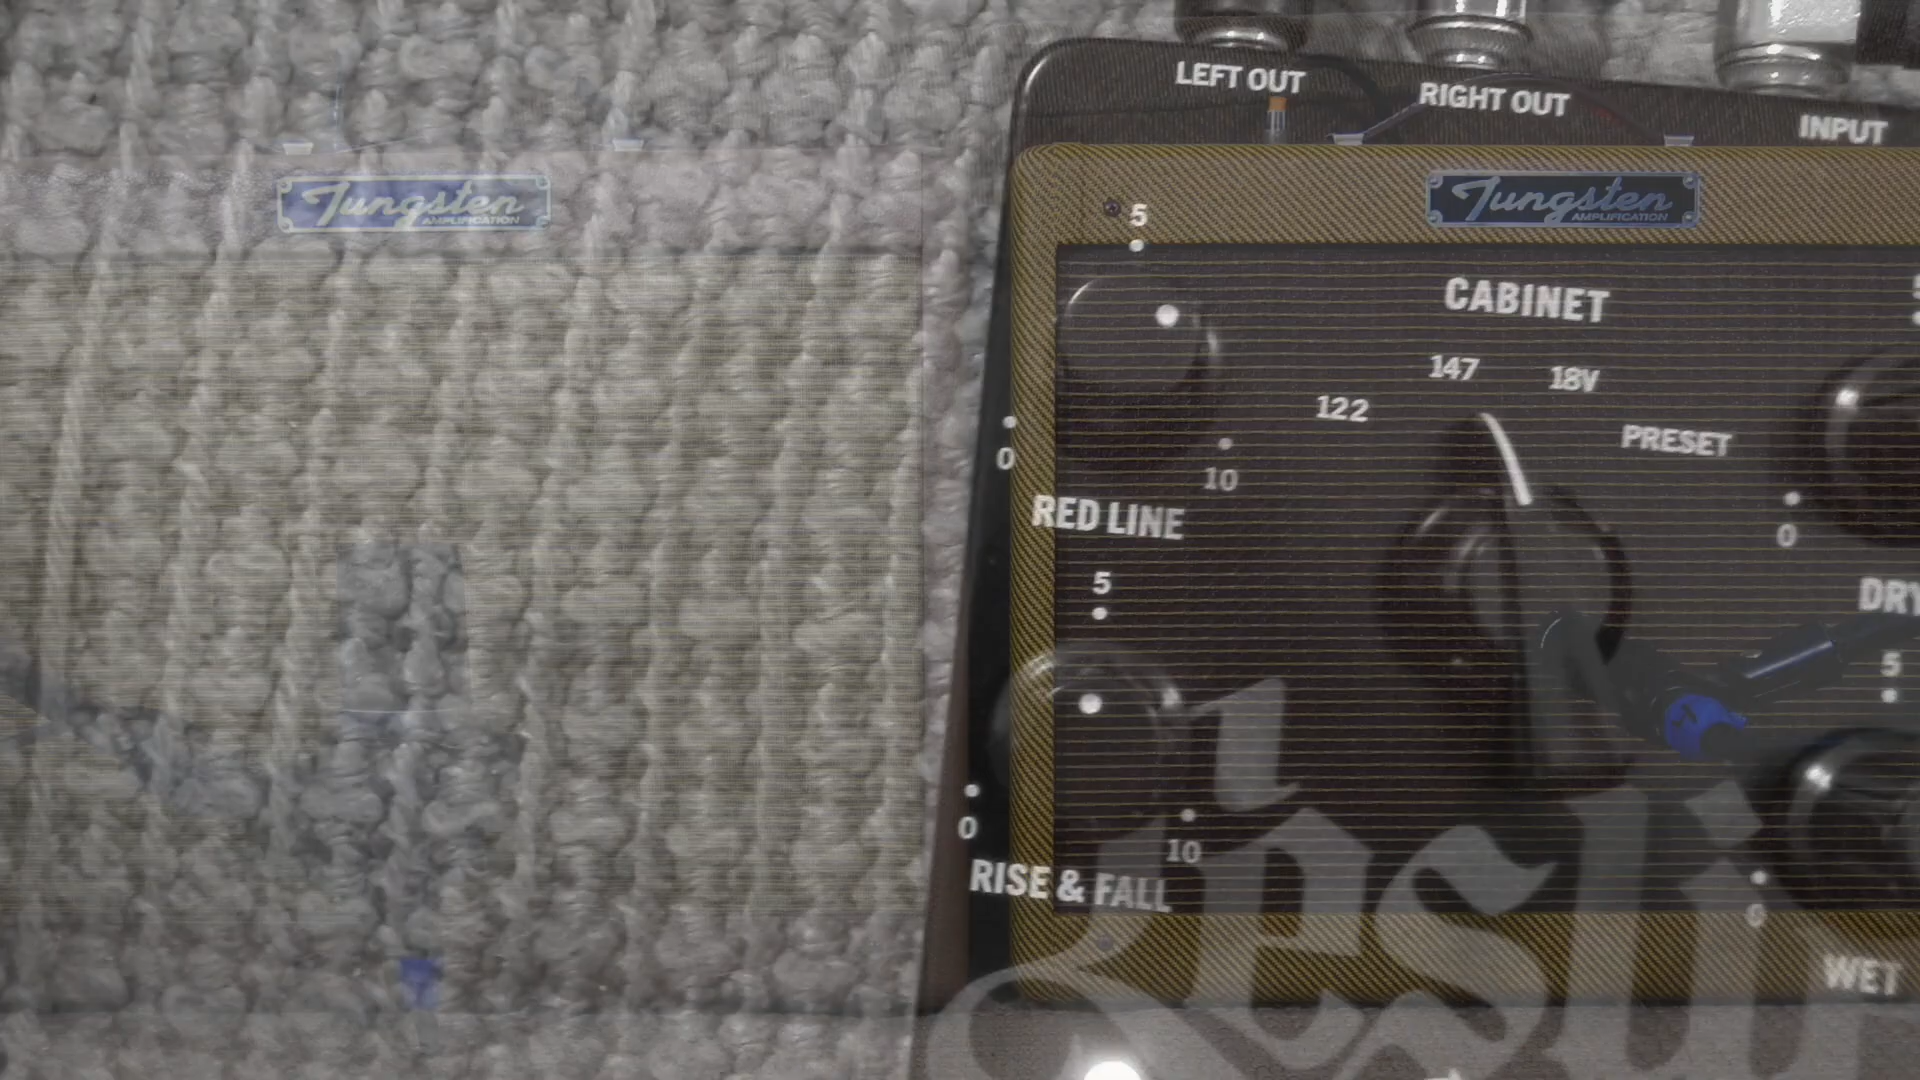 LEFT OUT
RIGHT OUT
INPUT
Tungsten
AMPLIFICATION
Tungsten
AMPLIFICATION
5
CABINET
147
18V
122
PRESET
0
10
0
RED LINE
5
DRY
5
0
10
RISE & FALL
0
WET
Lesli